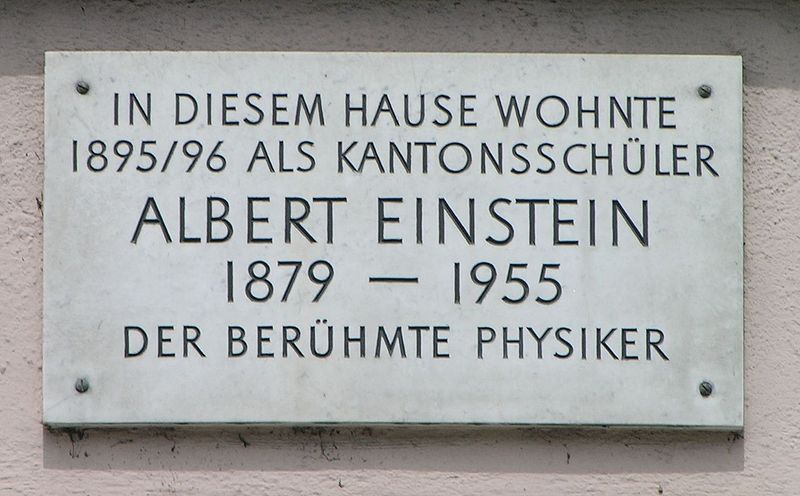 IN DIESEM HAUSE WOHNTE
1895/96 ALS KANTONSSCHÜLER
ALBERT EINSTEIN
1879 — 1955
DER BERÜHMTE PHYSIKER